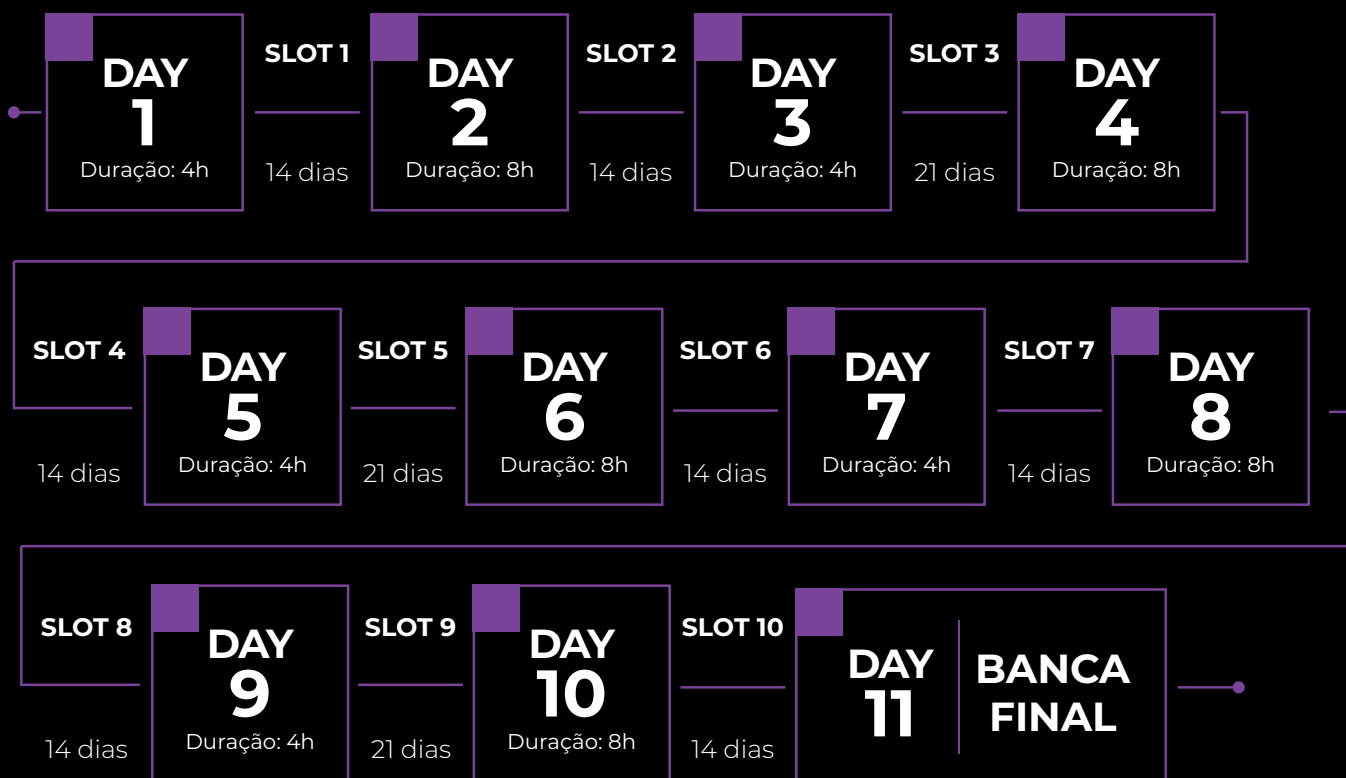 DAY
1
Duração: 4h
SLOT 1
14 dias
DAY
2
Duração: 8h
SLOT 2
14 dias
DAY
3
Duração: 4h
SLOT 3
21 dias
DAY
4
Duração: 8h
SLOT 4
14 dias
DAY
5
Duração: 4h
SLOT 5
21 dias
DAY
6
Duração: 8h
SLOT 6
14 dias
DAY
7
Duração: 4h
SLOT 7
14 dias
DAY
8
Duração: 8h
SLOT 8
14 dias
DAY
9
Duração: 4h
SLOT 9
21 dias
DAY
10
Duração: 8h
SLOT 10
14 dias
DAY
11
BANCA
FINAL